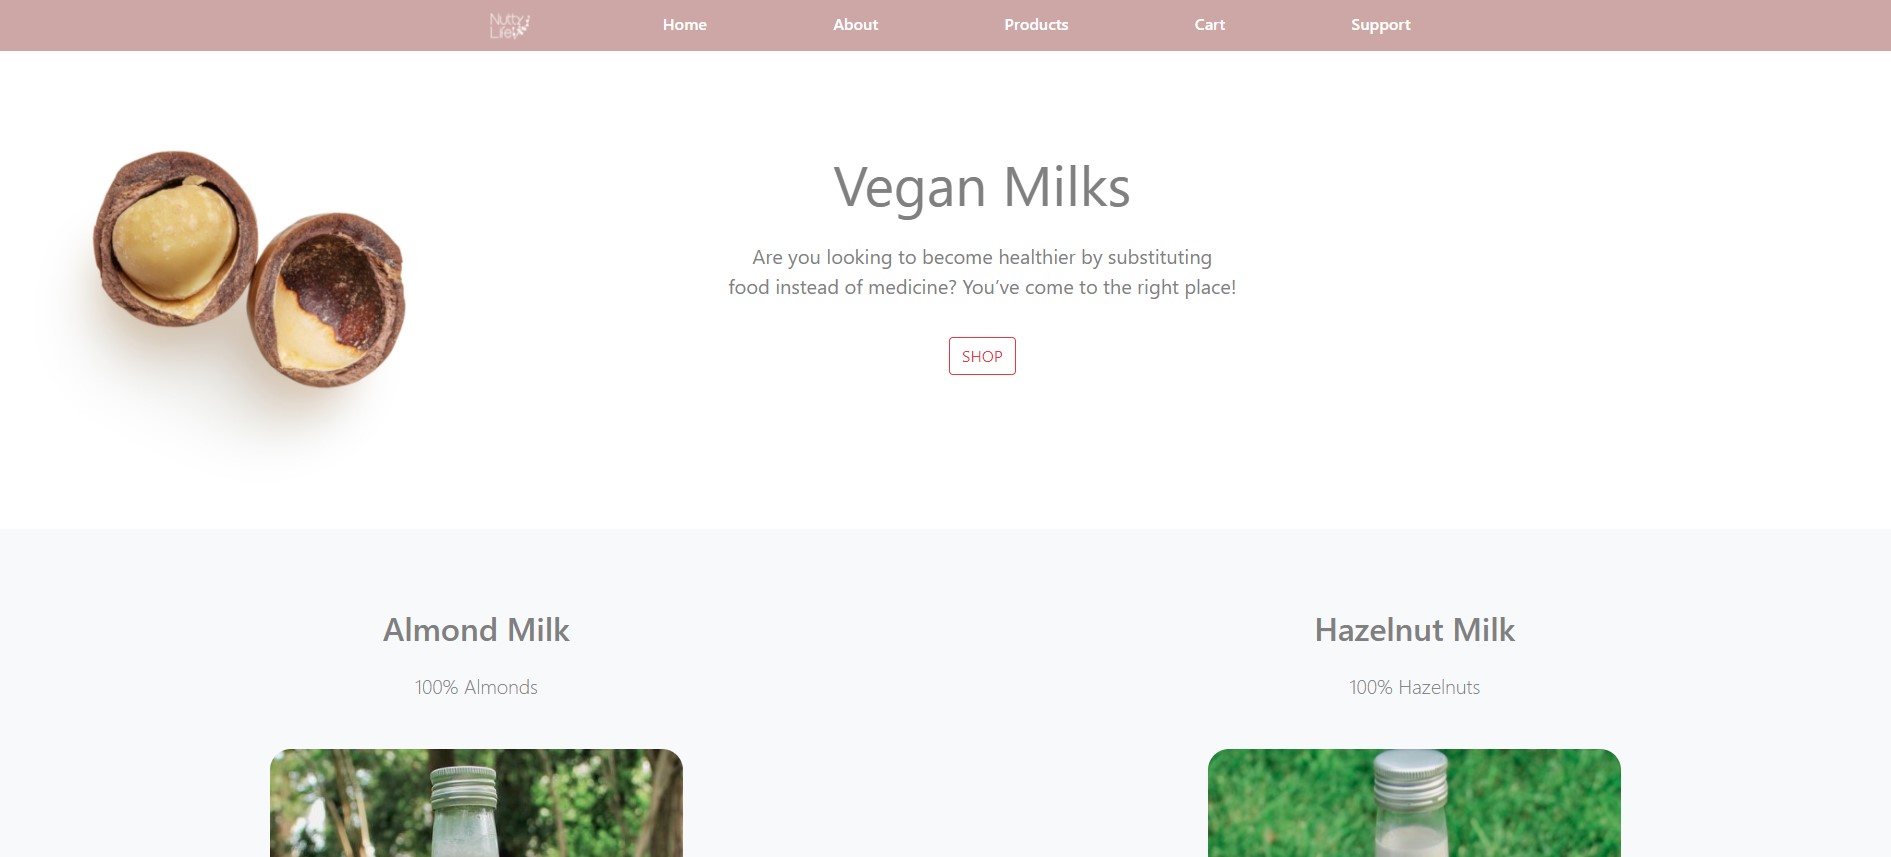 Nutty
Life
Home About Products Cart Support
Vegan Milks
Are you looking to become healthier by substituting
food instead of medicine? You've come to the right place!
SHOP
Almond Milk
100% Almonds
Hazelnut Milk
100% Hazelnuts